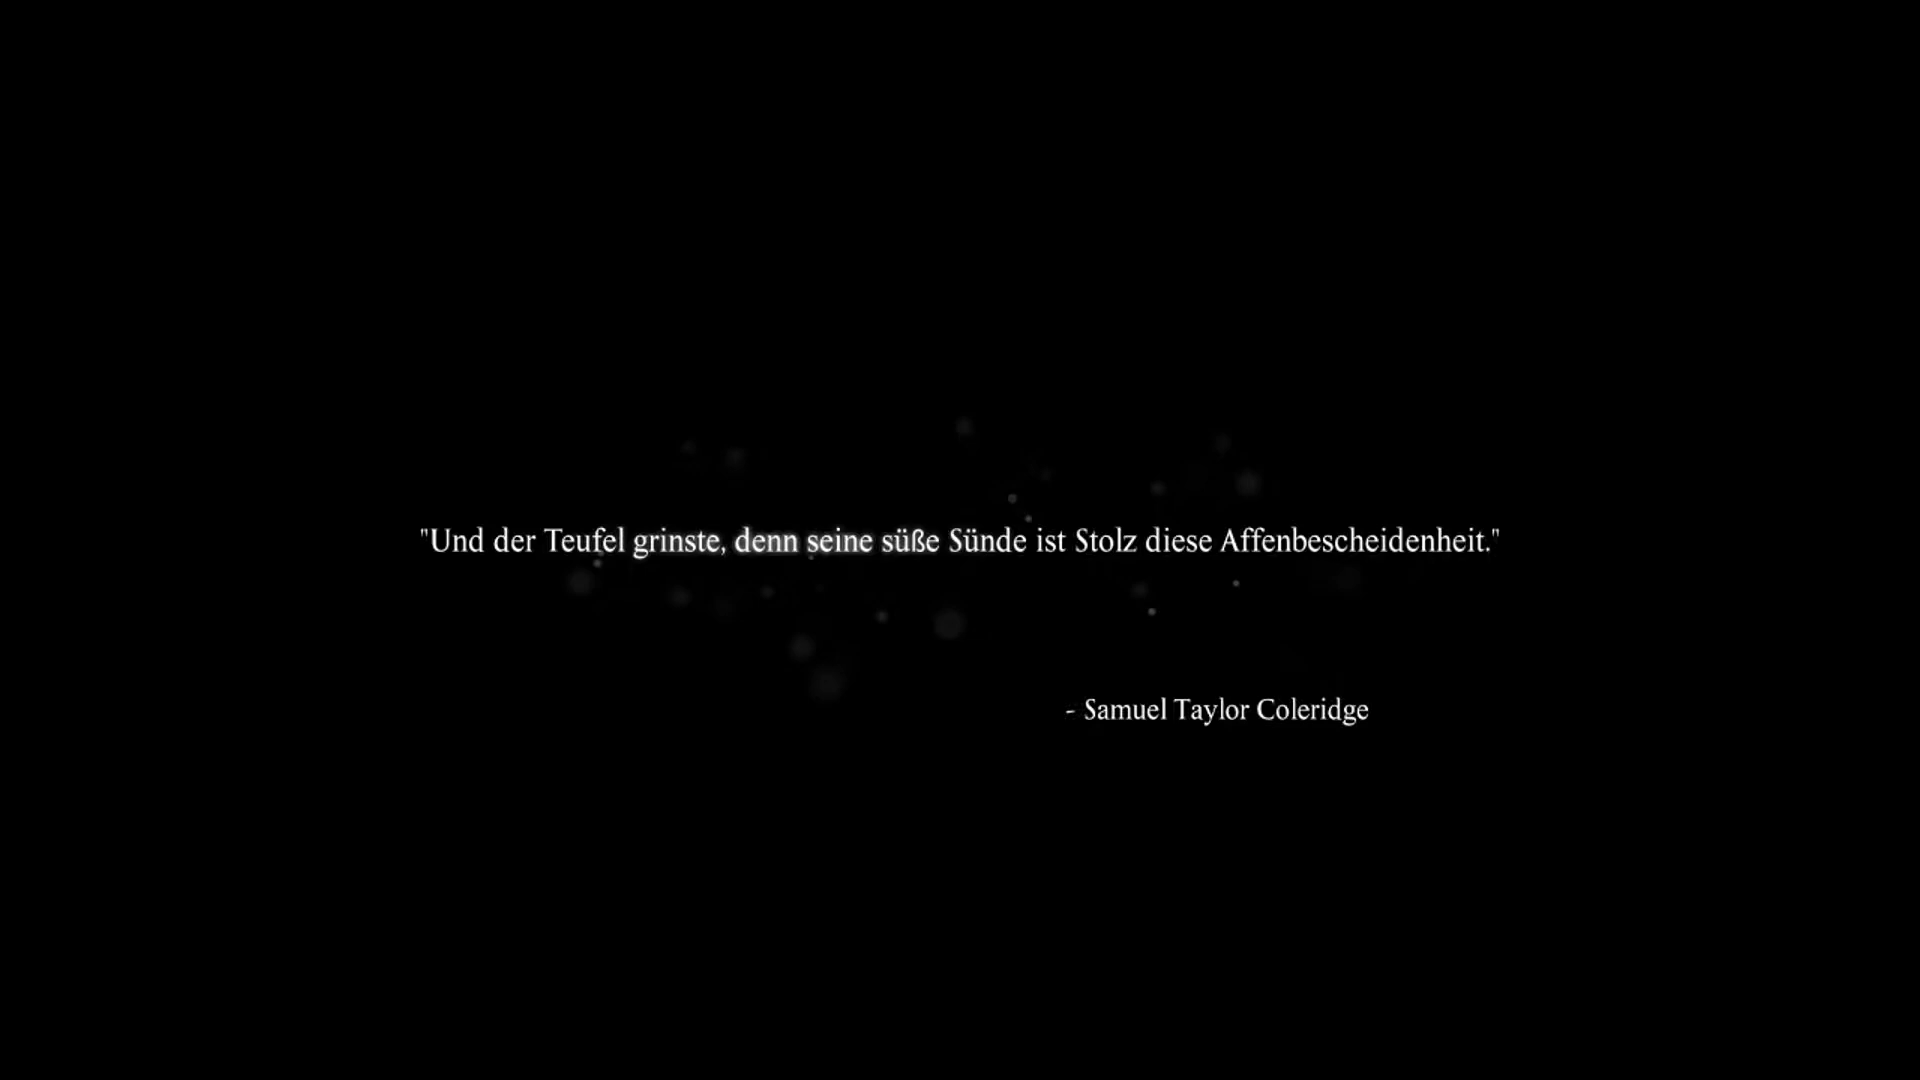 "Und der Teufel grinste, denn seine süße Sünde ist Stolz diese Affenbescheidenheit."
- Samuel Taylor Coleridge